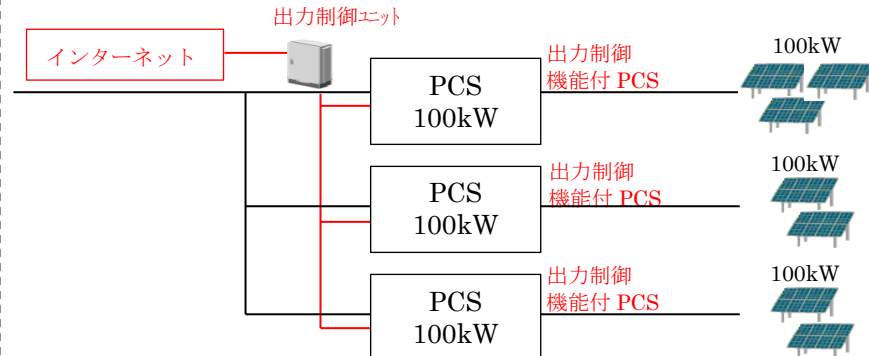 出力制御ユニット
インターネット
PCS
100kW
出力制御
機能付 PCS
100kW
PCS
100kW
出力制御
機能付 PCS
100kW
PCS
100kW
出力制御
機能付 PCS
100kW